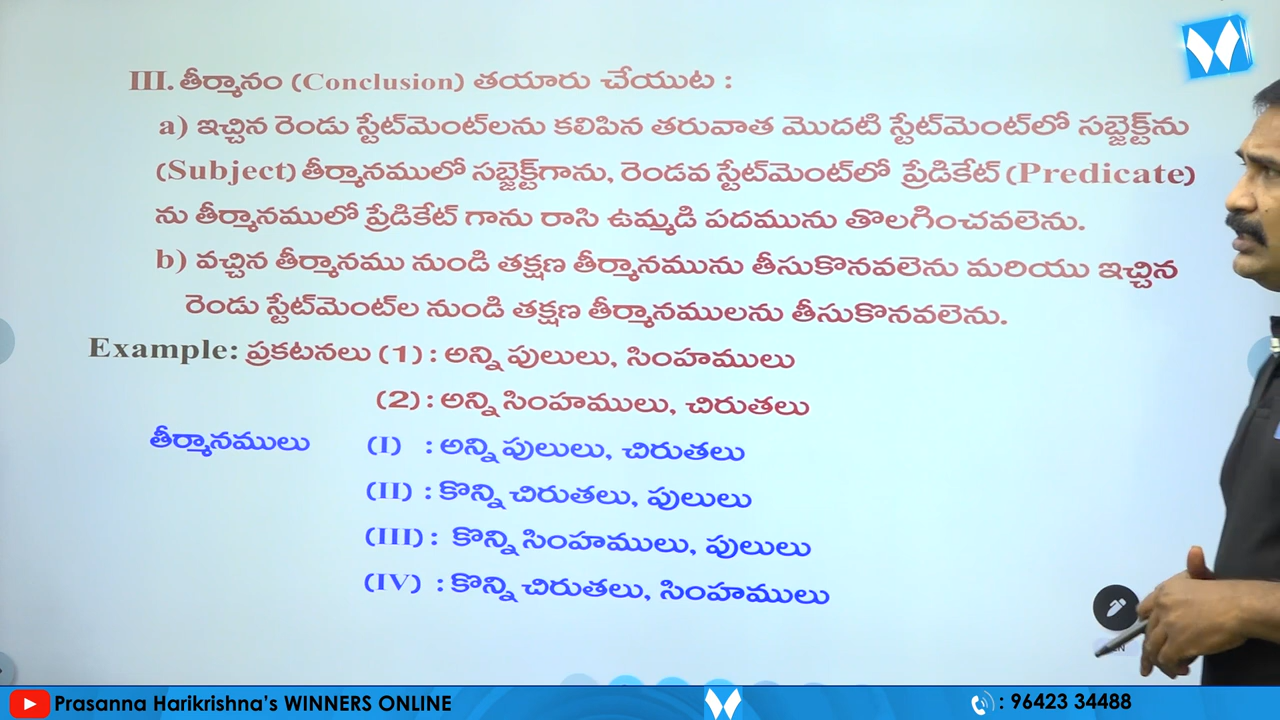 III. తీర్మానం (Conclusion) తయారు చేయుట :
a) ఇచ్చిన రెండు స్టేట్‌మెంట్‌లను కలిపిన తరువాత మొదటి స్టేట్‌మెంట్‌లో సబ్జెక్ట్‌ను
(Subject) తీర్మానములో సబ్జెక్ట్‌గాను, రెండవ స్టేట్‌మెంట్‌లో ప్రేడికేట్ (Predicate)
ను తీర్మానములో ప్రేడికేట్ గాను రాసి ఉమ్మడి పదమును తొలగించవలెను.
b) వచ్చిన తీర్మానము నుండి తక్షణ తీర్మానమును తీసుకొనవలెను మరియు ఇచ్చిన
రెండు స్టేట్‌మెంట్‌ల నుండి తక్షణ తీర్మానములను తీసుకొనవలెను.
Example: ప్రకటనలు (1) : అన్ని పులులు, సింహములు
(2) : అన్ని సింహములు, చిరుతలు
తీర్మానములు (I) : అన్ని పులులు, చిరుతలు
(II) : కొన్ని చిరుతలు, పులులు
(III) : కొన్ని సింహములు, పులులు
(IV) : కొన్ని చిరుతలు, సింహములు
Prasanna Harikrishna's WINNERS ONLINE
: 96423 34488